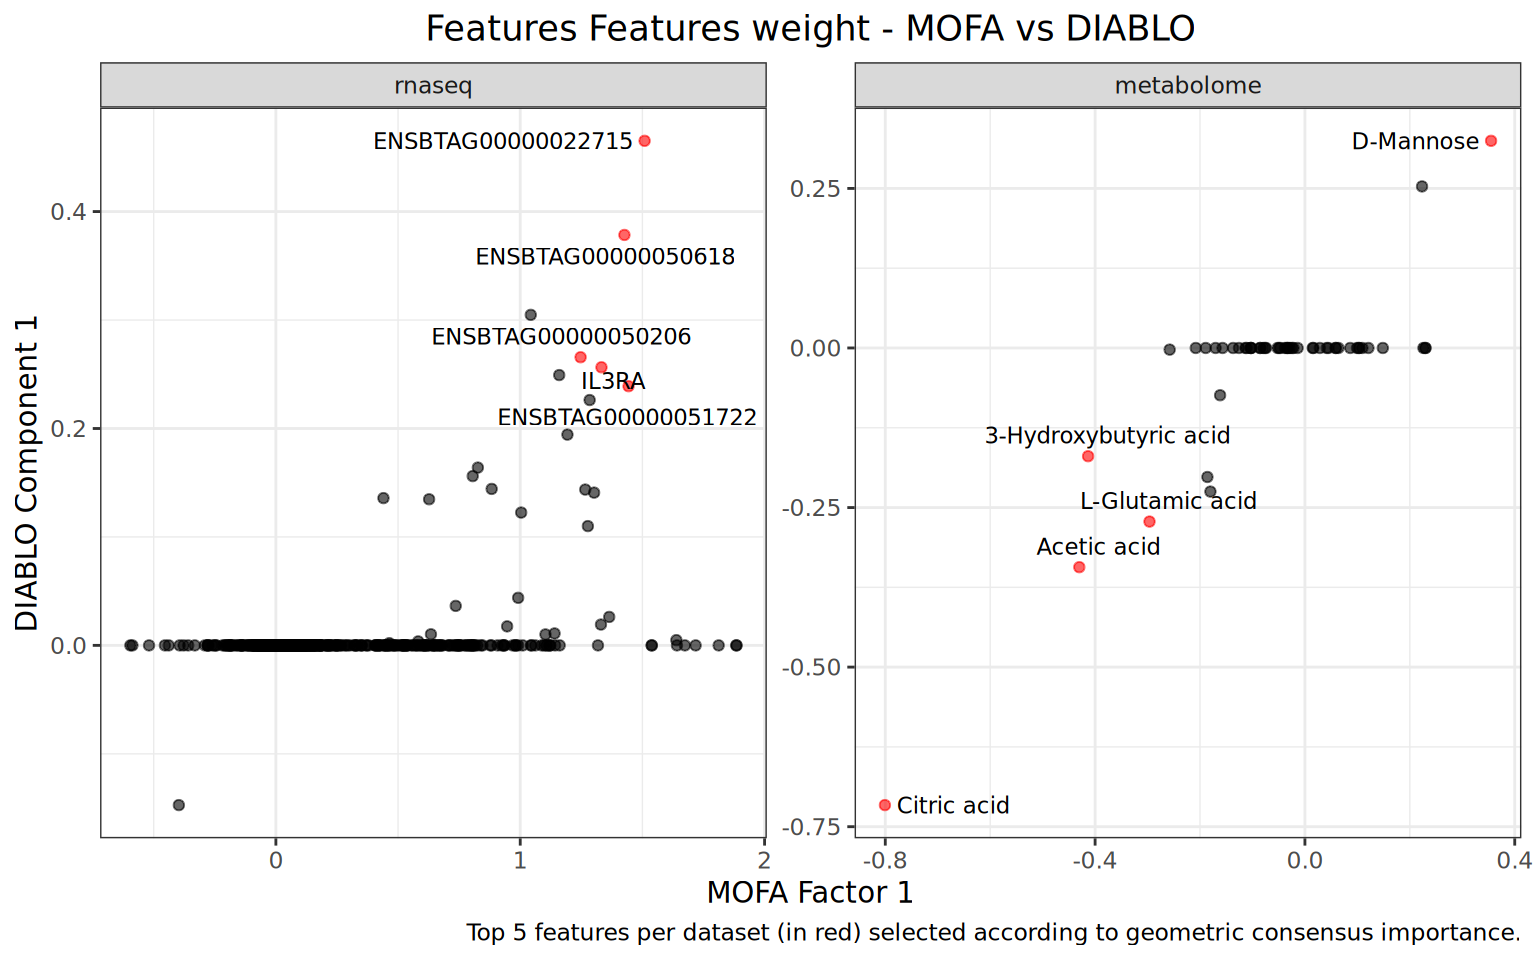 Features Features weight - MOFA vs DIABLO
rnaseq
metabolome
DIABLO Component 1
0.4
0.2
0.0
ENSBTAG00000022715
ENSBTAG00000050618
ENSBTAG00000050206
IL3RA
ENSBTAG00000051722
0 1 2
0.25
0.00
-0.25
-0.50
-0.75
D-Mannose
3-Hydroxybutyric acid
L-Glutamic acid
Acetic acid
Citric acid
-0.8 -0.4 0.0 0.4
MOFA Factor 1
Top 5 features per dataset (in red) selected according to geometric consensus importance.